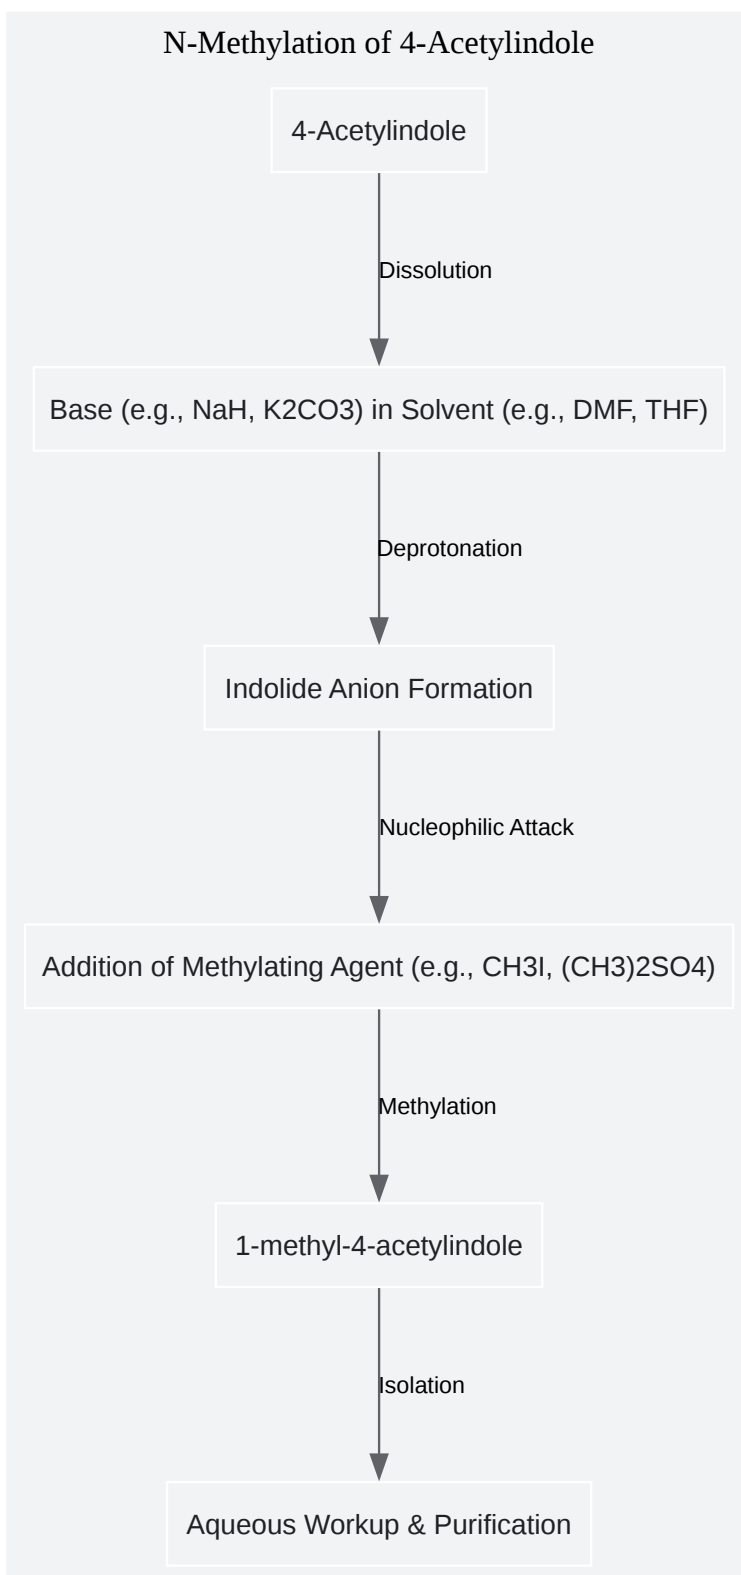 N-Methylation of 4-Acetylindole
4-Acetylindole
Dissolution
Base (e.g., NaH, K2CO3) in Solvent (e.g., DMF, THF)
Deprotonation
Indolide Anion Formation
Nucleophilic Attack
Addition of Methylating Agent (e.g., CH3I, (CH3)2SO4)
Methylation
1-methyl-4-acetylindole
Isolation
Aqueous Workup & Purification